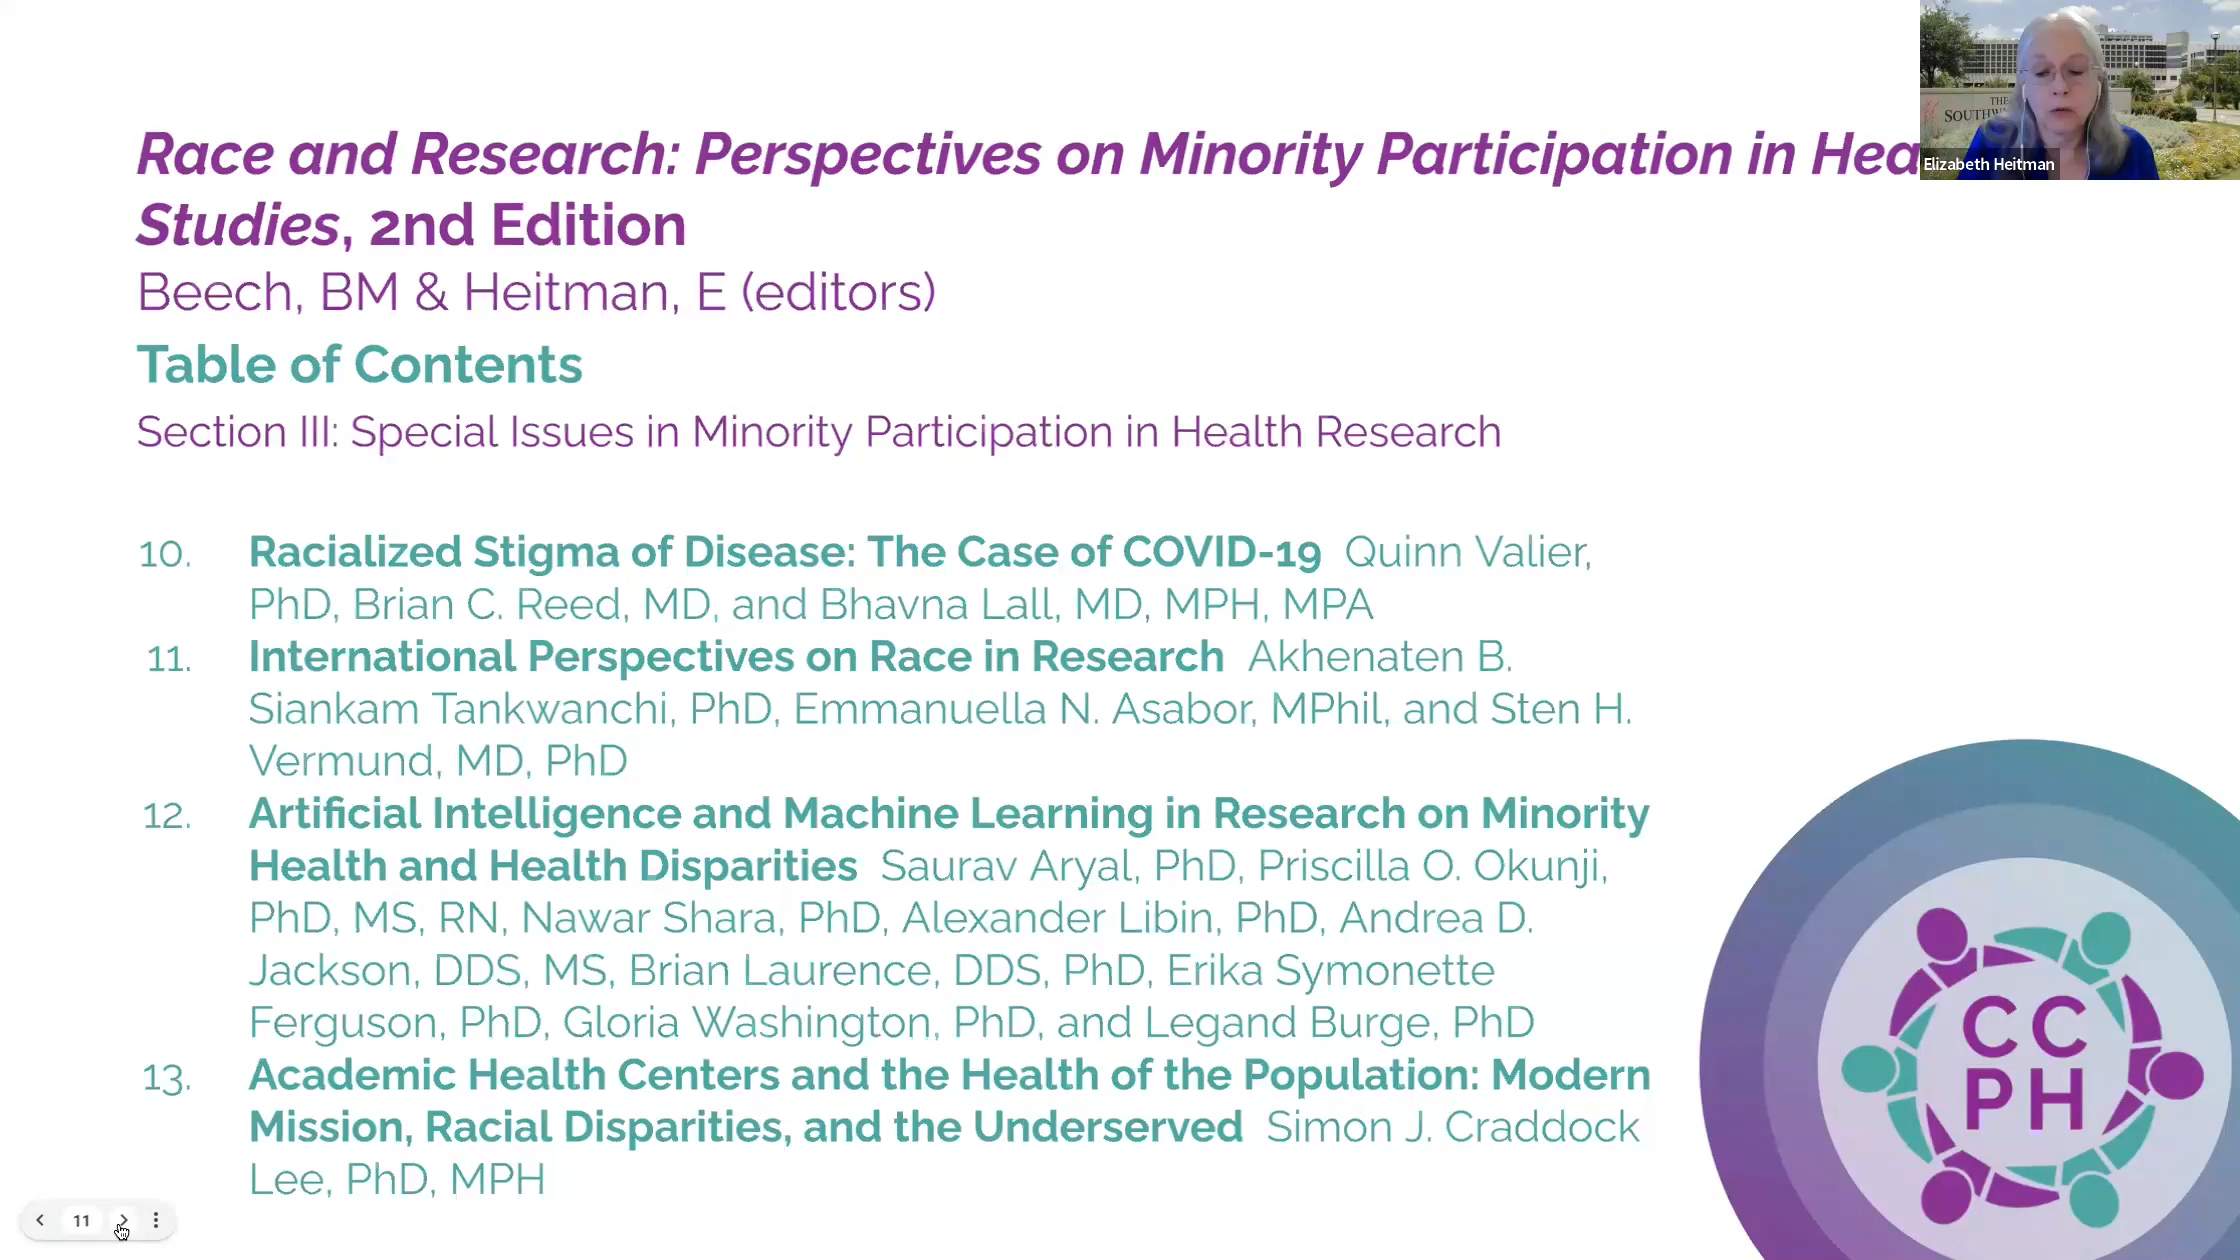 Race and Research: Perspectives on Minority Participation in Hea
Studies, 2nd Edition
Beech, BM & Heitman, E (editors)
Table of Contents
Section III: Special Issues in Minority Participation in Health Research
10. Racialized Stigma of Disease: The Case of COVID-19 Quinn Valier,
PhD, Brian C. Reed, MD, and Bhavna Lall, MD, MPH, MPA
11. International Perspectives on Race in Research Akhenaten B.
Siankam Tankwanchi, PhD, Emmanuella N. Asabor, MPhil, and Sten H.
Vermund, MD, PhD
12. Artificial Intelligence and Machine Learning in Research on Minority
Health and Health Disparities Saurav Aryal, PhD, Priscilla O. Okunji,
PhD, MS, RN, Nawar Shara, PhD, Alexander Libin, PhD, Andrea D.
Jackson, DDS, MS, Brian Laurence, DDS, PhD, Erika Symonette
Ferguson, PhD, Gloria Washington, PhD, and Legand Burge, PhD
13. Academic Health Centers and the Health of the Population: Modern
Mission, Racial Disparities, and the Underserved Simon J. Craddock
Lee, PhD, MPH
THE
SOUTHW
Elizabeth Heitman
CC
PH
11